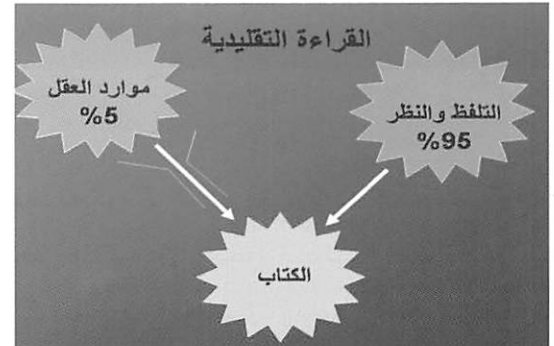 القراءة التقليدية
التلفظ والنظر
%95
موارد العقل
%5
الكتاب